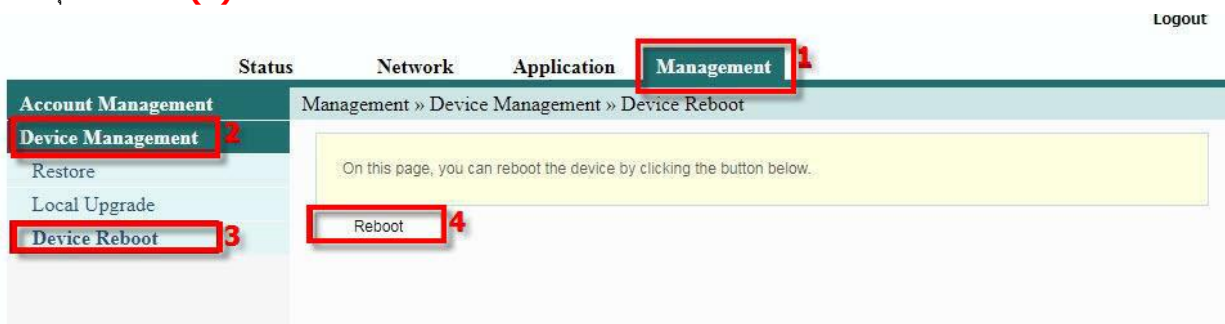 Logout
Status Network Application Management 1
Account Management
Management » Device Management » Device Reboot
Device Management 2
On this page, you can reboot the device by clicking the button below.
Restore
Local Upgrade
Reboot 4
Device Reboot 3